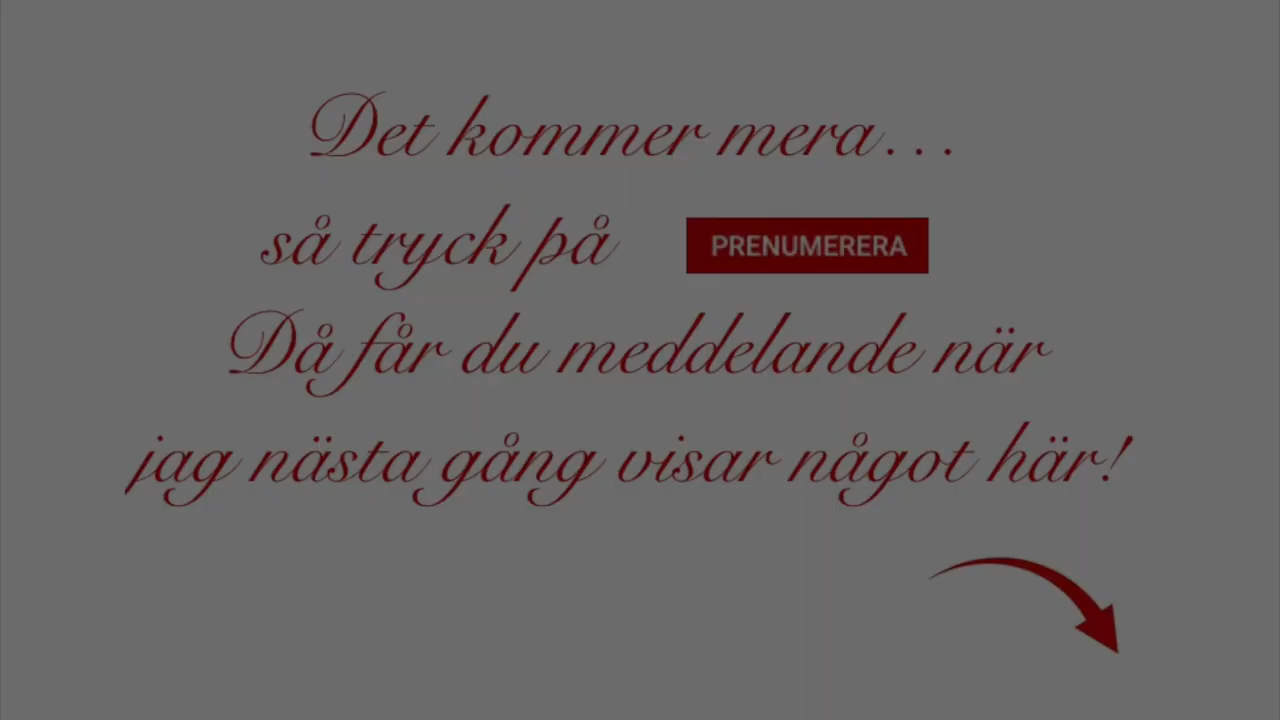 Det kommer mera...
så tryck på PRENUMERERA
Då får du meddelande när
jag nästa gång visar något här!